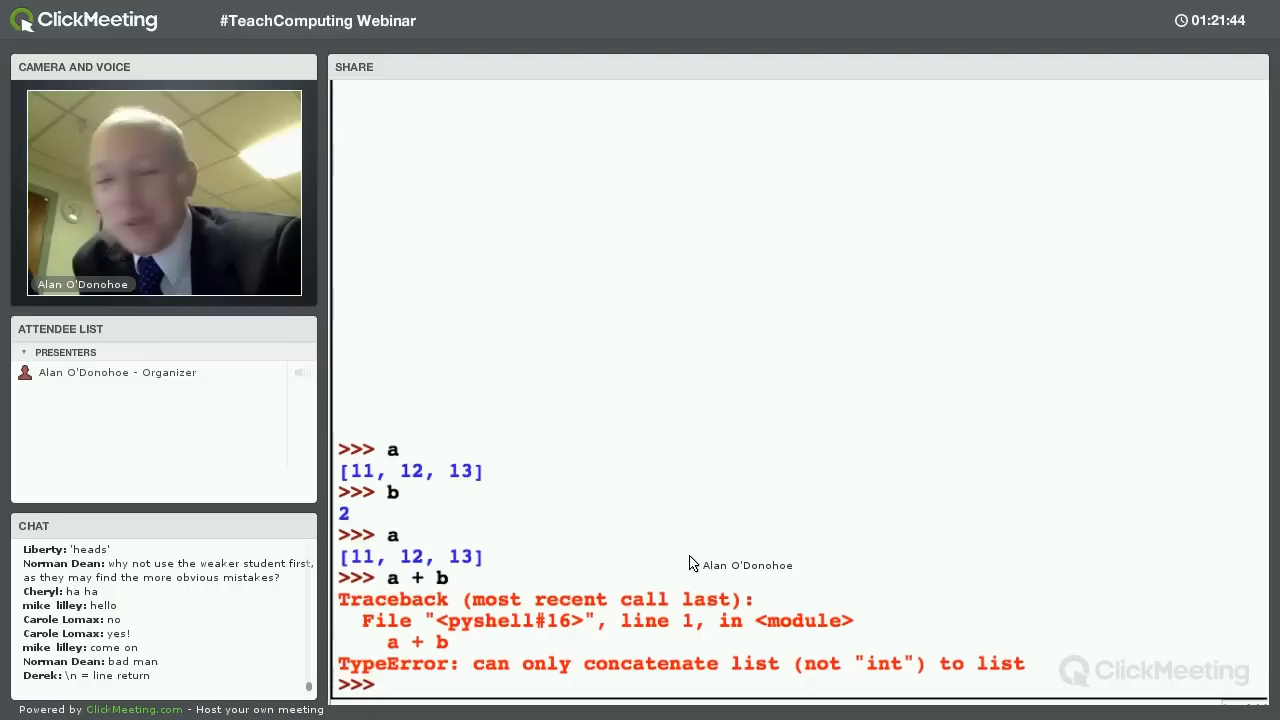 ClickMeeting
#TeachComputing Webinar
01:21:44
CAMERA AND VOICE
Alan O'Donohoe
ATTENDEE LIST
PRESENTERS
Alan O'Donohoe - Organizer
CHAT
Liberty: 'heads'
Norman Dean: why not use the weaker student first,
as they may find the more obvious mistakes?
Cheryl: ha ha
mike lilley: hello
Carole Lomax: no
Carole Lomax: yes!
mike lilley: come on
Norman Dean: bad man
Derek: \n = line return
SHARE
>>> a
[11, 12, 13]
>>> b
2
>>> a
[11, 12, 13]
>>> a + b
Traceback (most recent call last):
File "<pyshell#16>", line 1, in <module>
a + b
TypeError: can only concatenate list (not "int") to list
>>>
Alan O'Donohoe
ClickMeeting
Powered by ClickMeeting.com - Host your own meeting